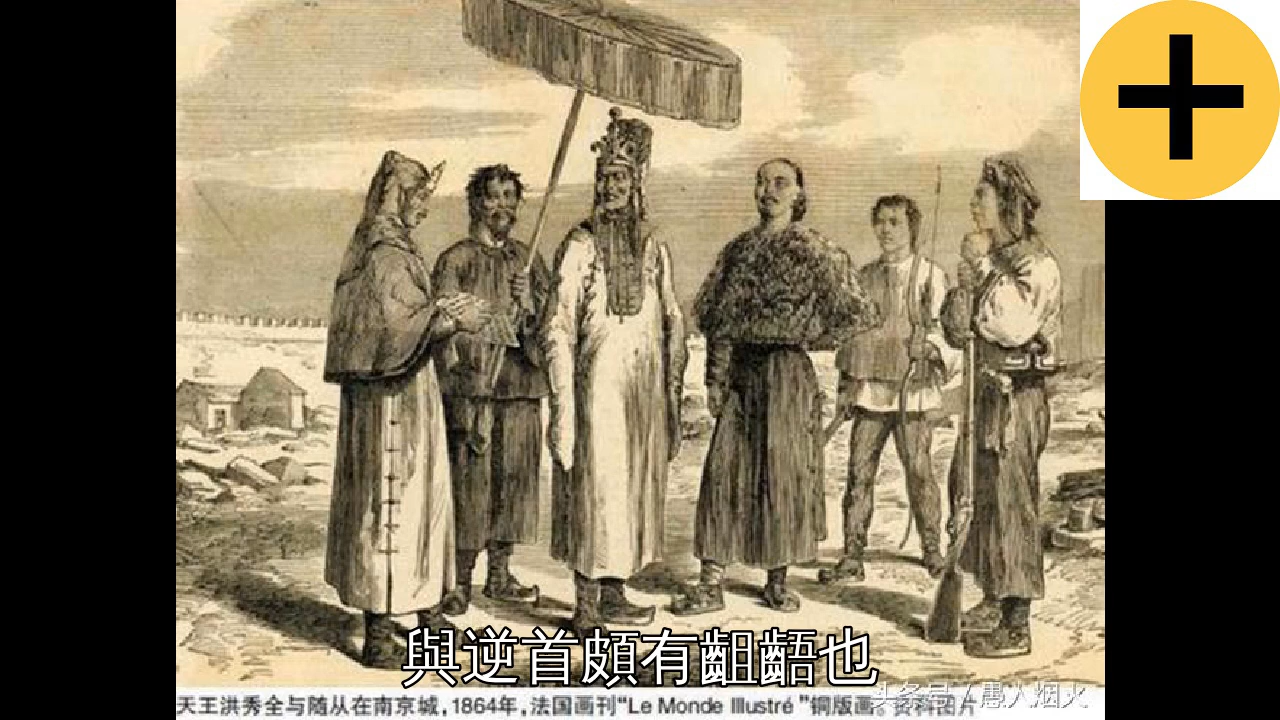 與逆首頗有齟齬也
天王洪秀全与随从在南京城，1864年，法国画刊“Le Monde Illustré ”铜版画。资料图片
头条号 / 愚人烟火